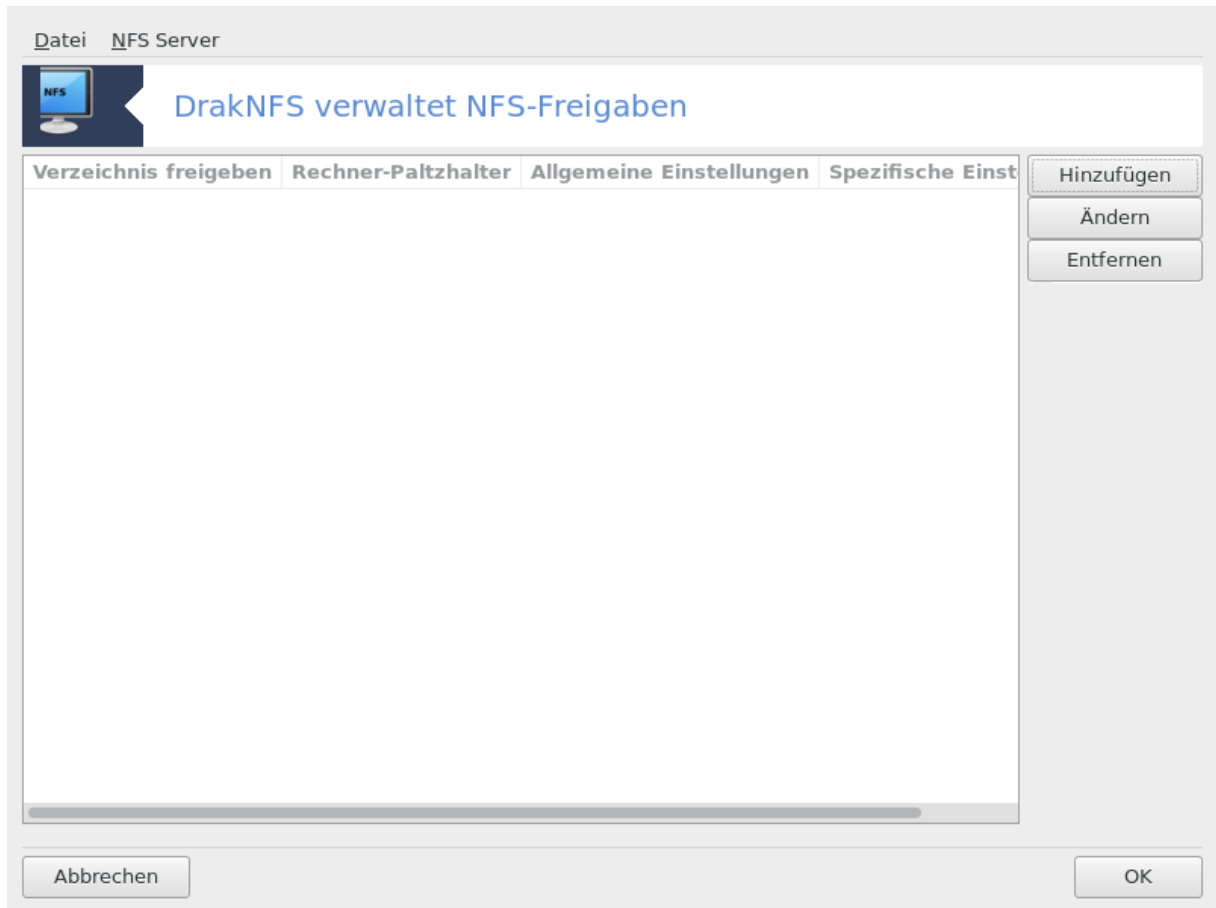 Datei NFS Server
NFS
DrakNFS verwaltet NFS-Freigaben
Verzeichnis freigeben Rechner-Paltzhalter Allgemeine Einstellungen Spezifische Einst
Hinzufügen
Ändern
Entfernen
Abbrechen OK